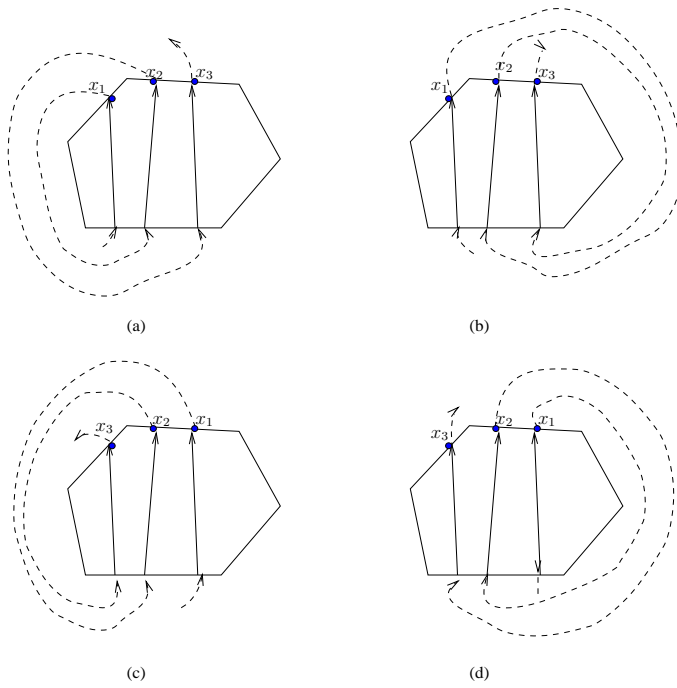 x₁ x₂ x₃
x₁ x₂ x₃
(a) (b)
x₃ x₂ x₁
x₃ x₂ x₁
(c) (d)